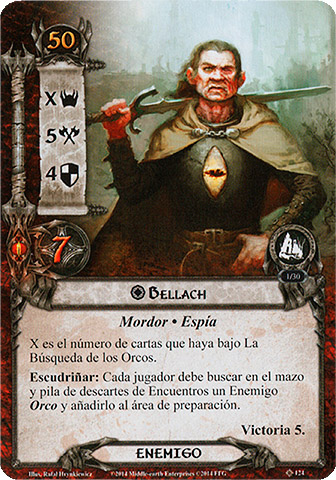 50
X
5
4
7
1/30
Bellach
Mordor • Espía
X es el número de cartas que haya bajo La
Búsqueda de los Orcos.
Escudriñar: Cada jugador debe buscar en el mazo
y pila de descartes de Encuentros un Enemigo
Orco y añadirlo al área de preparación.
Victoria 5.
ENEMIGO
Illus. Rafał Hrynkiewicz
©2014 Middle-earth Enterprises ©2014 FFG
124